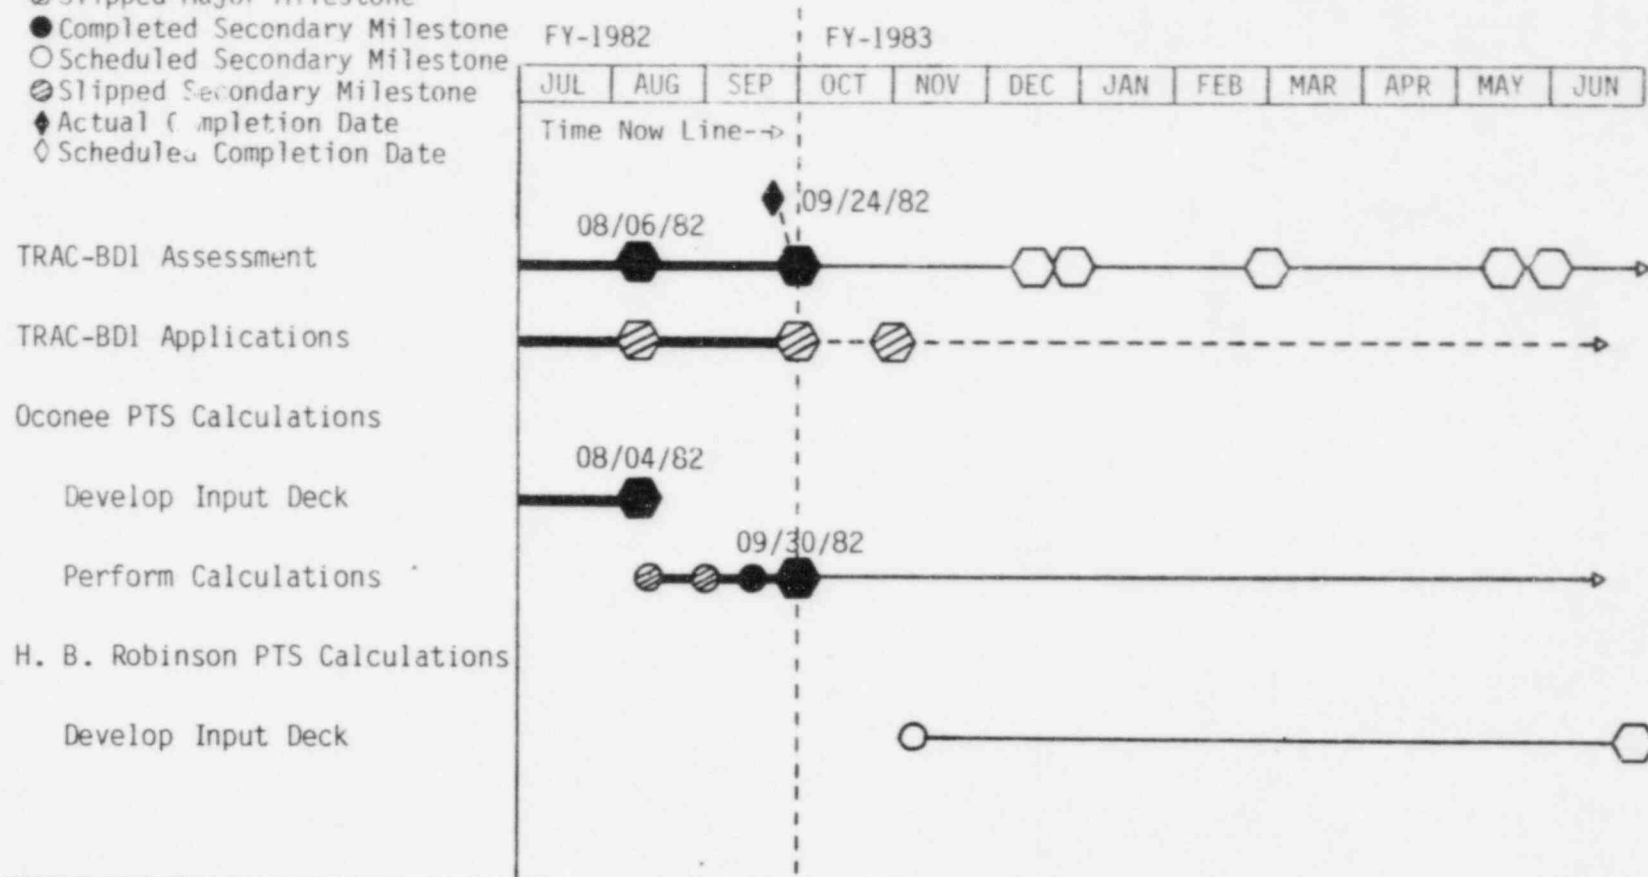 Slipped Major Milestone
Completed Secondary Milestone
Scheduled Secondary Milestone
Slipped Secondary Milestone
Actual Completion Date
Scheduled Completion Date
FY-1982 FY-1983
JUL AUG SEP OCT NOV DEC JAN FEB MAR APR MAY JUN
Time Now Line-->
09/24/82
08/06/82
TRAC-BD1 Assessment
TRAC-BD1 Applications
Oconee PTS Calculations
08/04/82
Develop Input Deck
09/30/82
Perform Calculations
H. B. Robinson PTS Calculations
Develop Input Deck